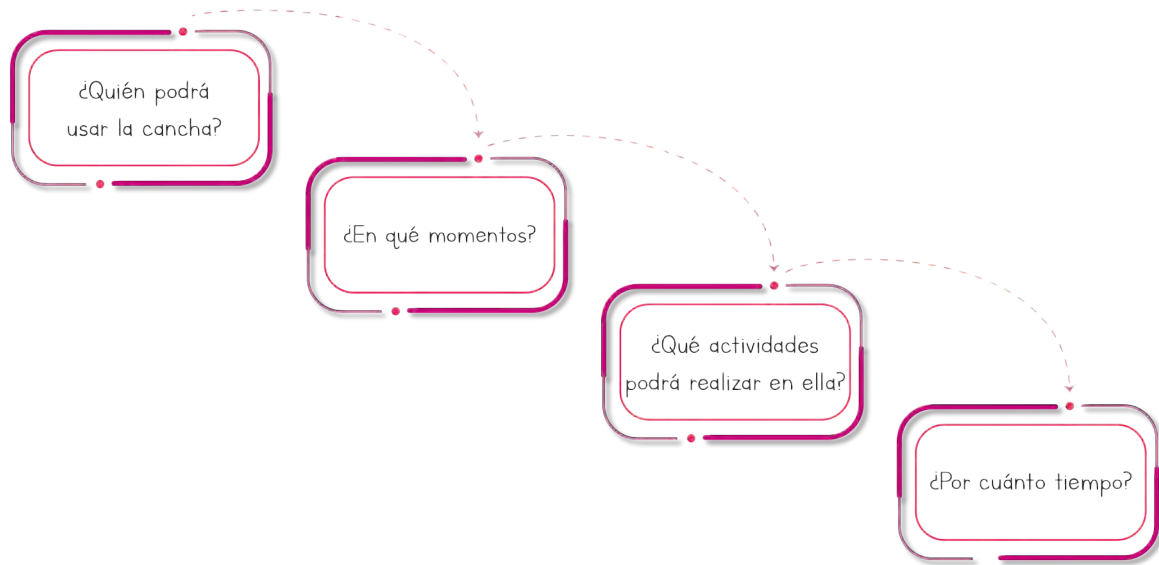 ¿Quién podrá
usar la cancha?
¿En qué momentos?
¿Qué actividades
podrá realizar en ella?
¿Por cuánto tiempo?